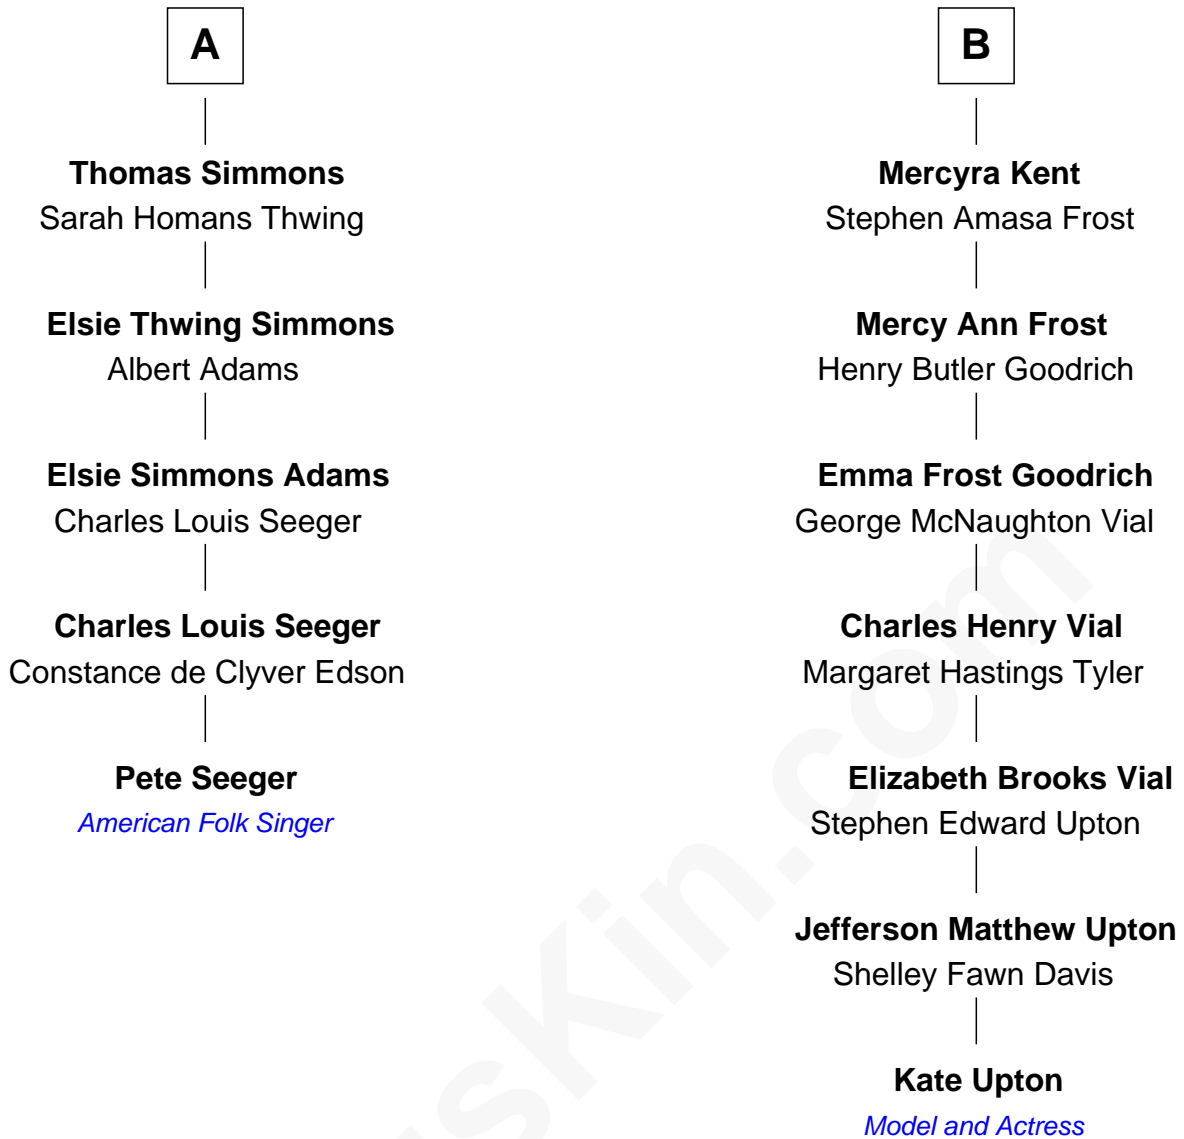 A
Thomas Simmons
Sarah Homans Thwing
Elsie Thwing Simmons
Albert Adams
Elsie Simmons Adams
Charles Louis Seeger
Charles Louis Seeger
Constance de Clyver Edson
Pete Seeger
American Folk Singer
B
Mercyra Kent
Stephen Amasa Frost
Mercy Ann Frost
Henry Butler Goodrich
Emma Frost Goodrich
George McNaughton Vial
Charles Henry Vial
Margaret Hastings Tyler
Elizabeth Brooks Vial
Stephen Edward Upton
Jefferson Matthew Upton
Shelley Fawn Davis
Kate Upton
Model and Actress
sKin.com